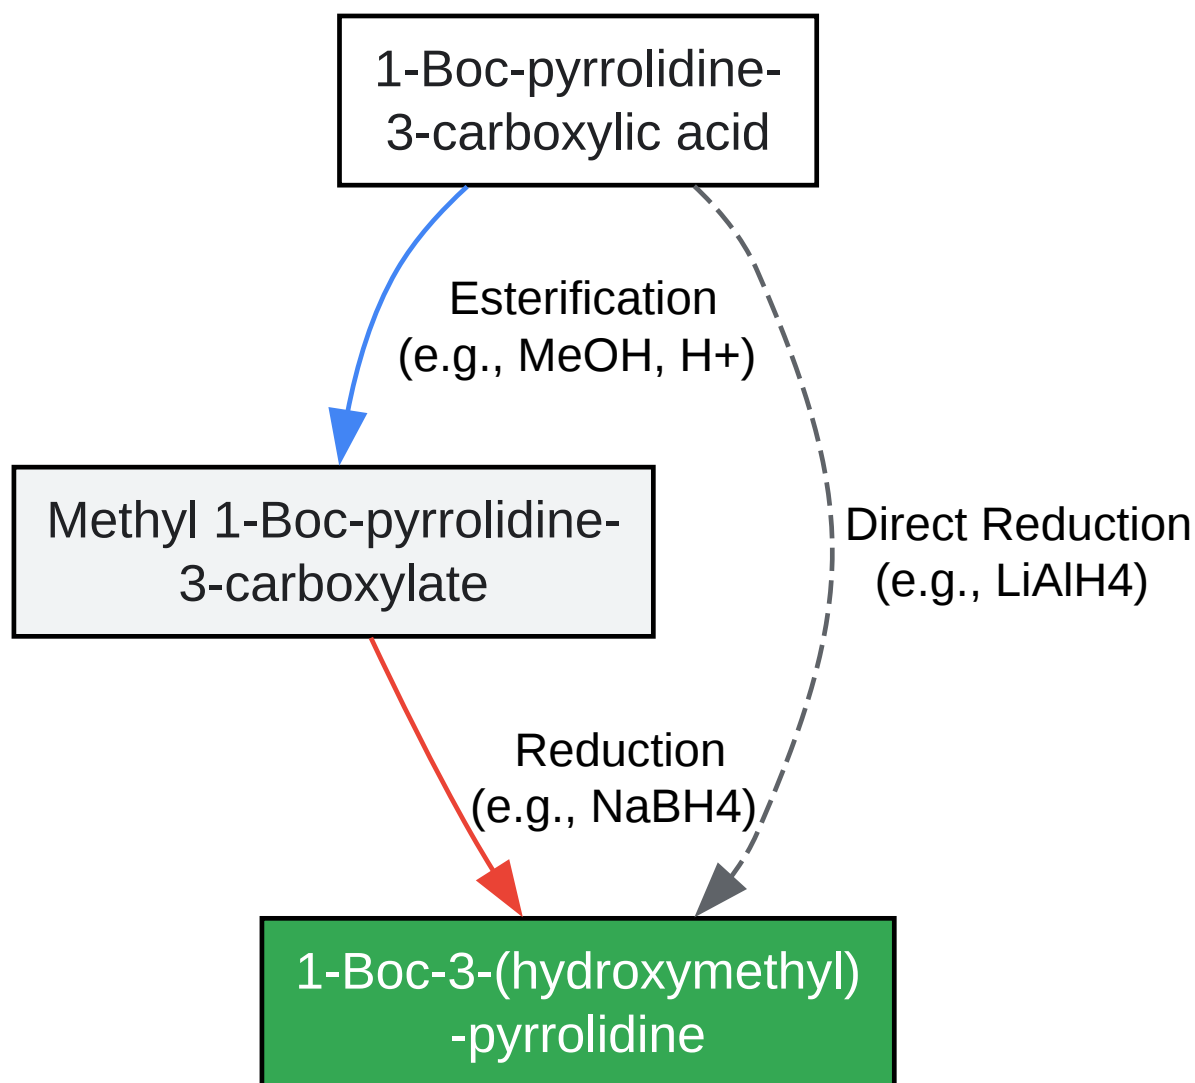 1-Boc-pyrrolidine-
3-carboxylic acid
Esterification
(e.g., MeOH, H+)
Methyl 1-Boc-pyrrolidine-
3-carboxylate
Direct Reduction
(e.g., LiAlH4)
Reduction
(e.g., NaBH4)
1-Boc-3-(hydroxymethyl)
-pyrrolidine